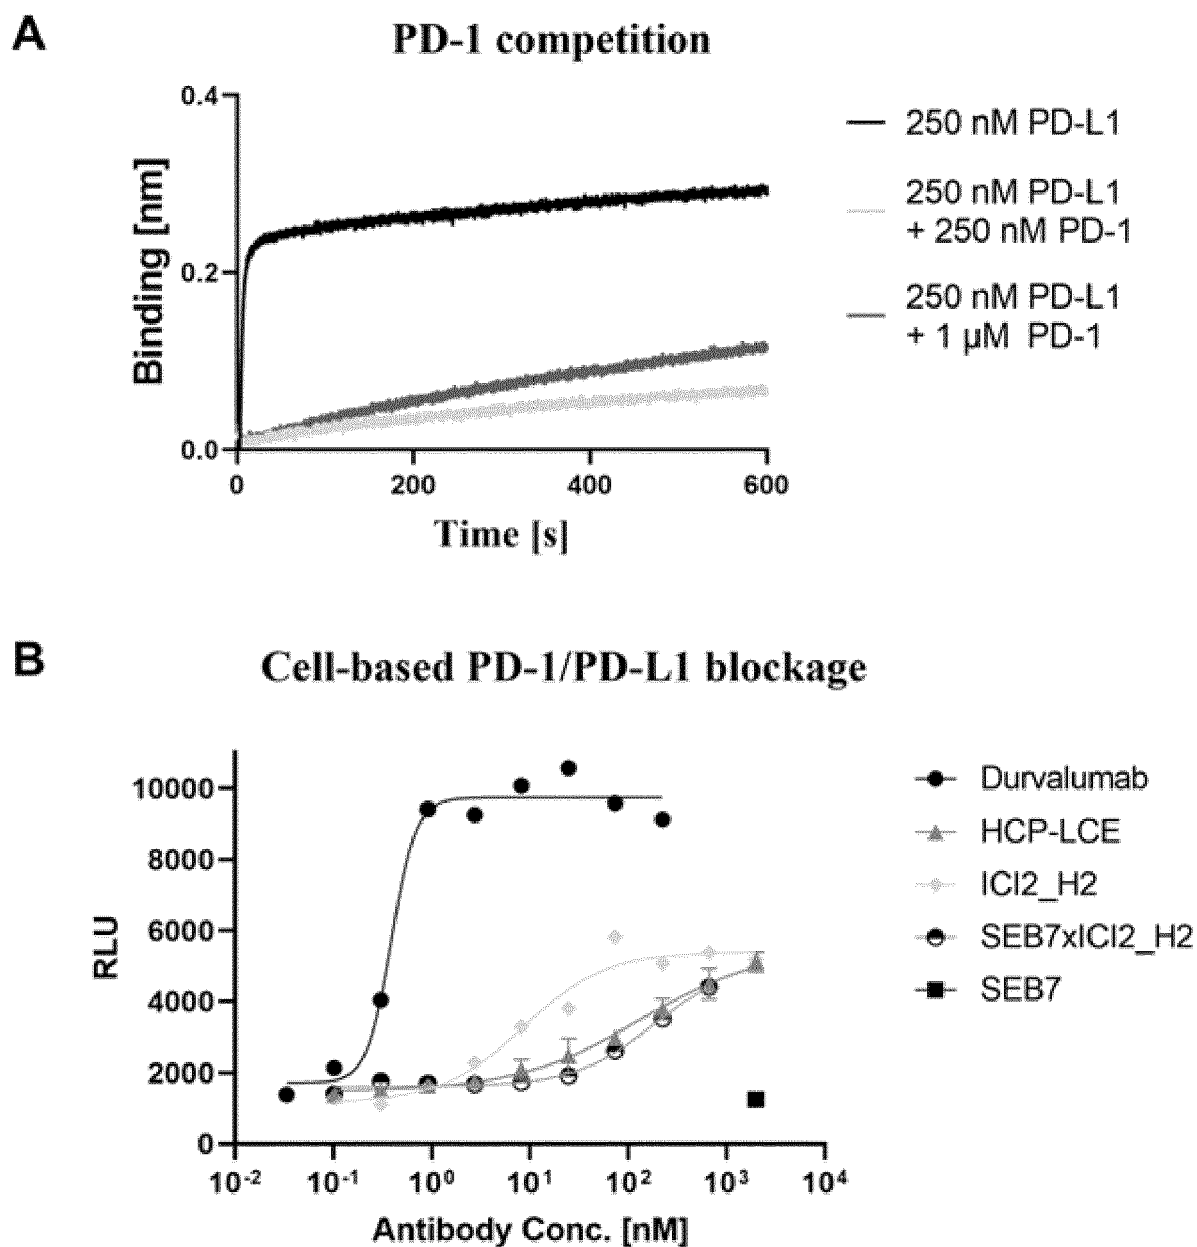 A
PD-1 competition
0.4
0.2
0.0
Binding [nm]
0
200
400
600
Time [s]
250 nM PD-L1
250 nM PD-L1
+ 250 nM PD-1
250 nM PD-L1
+ 1 µM PD-1
B
Cell-based PD-1/PD-L1 blockage
10000
8000
6000
4000
2000
0
RLU
10-2
10-1
100
101
102
103
104
Antibody Conc. [nM]
Durvalumab
HCP-LCE
ICI2_H2
SEB7xICI2_H2
SEB7